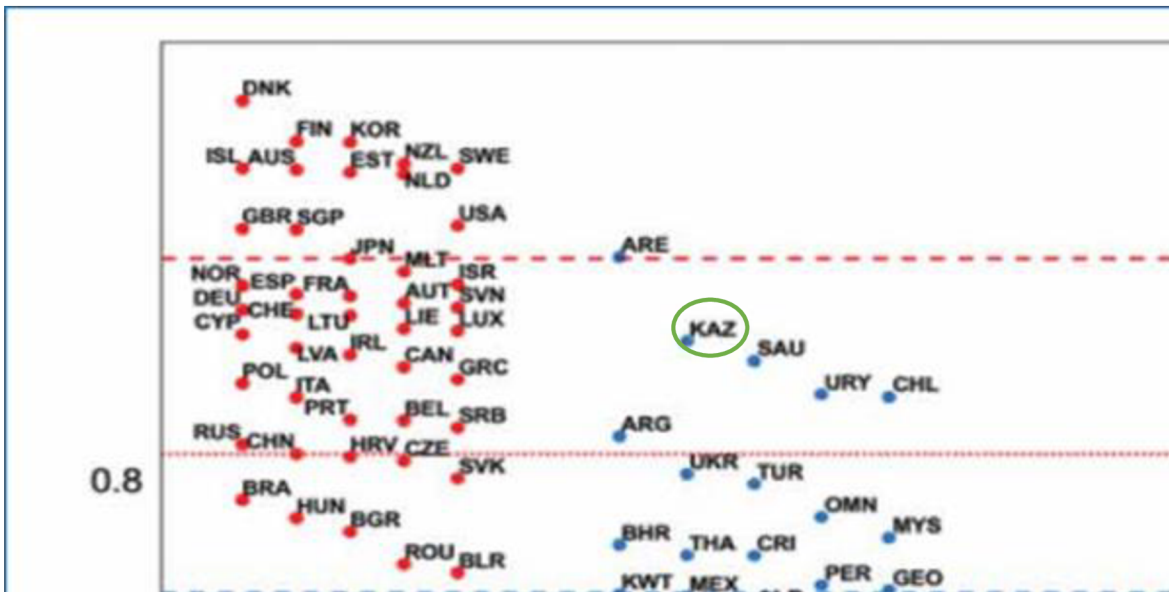 DNK
FIN KOR
ISL AUS EST NZL SWE
NLD
GBR SGP USA
JPN ARE
MLT
NOR ESP FRA ISR
DEU CHE AUT SVN
CYP LTU LIE LUX KAZ
LVA IRL CAN SAU
POL ITA GRC URY CHL
PRT BEL SRB ARG
RUS CHN HRV CZE
SVK UKR TUR
0.8
BRA HUN OMN
BGR BHR THA CRI MYS
ROU BLR
KWT MEX PER GEO